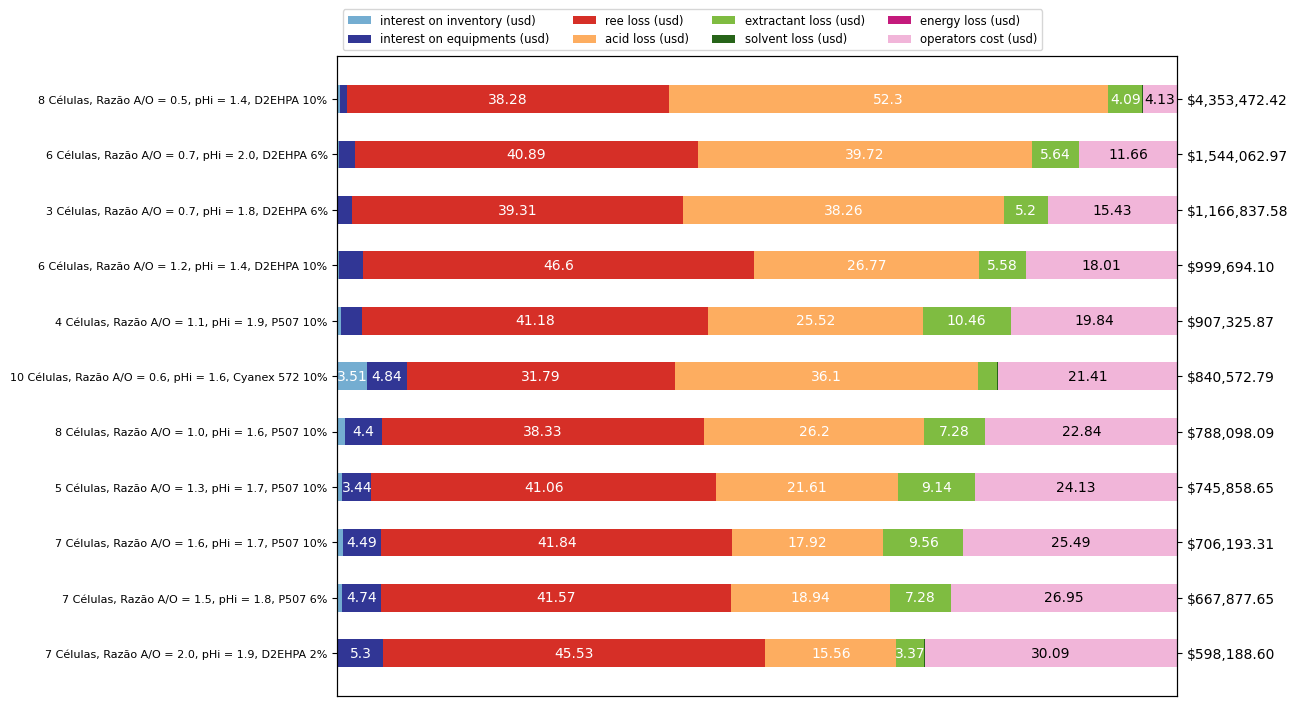 interest on inventory (usd) ree loss (usd) extractant loss (usd) energy loss (usd)
interest on equipments (usd) acid loss (usd) solvent loss (usd) operators cost (usd)
8 Células, Razão A/O = 0.5, pHi = 1.4, D2EHPA 10% 38.28 52.3 4.09 4.13 $4,353,472.42
6 Células, Razão A/O = 0.7, pHi = 2.0, D2EHPA 6% 40.89 39.72 5.64 11.66 $1,544,062.97
3 Células, Razão A/O = 0.7, pHi = 1.8, D2EHPA 6% 39.31 38.26 5.2 15.43 $1,166,837.58
6 Células, Razão A/O = 1.2, pHi = 1.4, D2EHPA 10% 46.6 26.77 5.58 18.01 $999,694.10
4 Células, Razão A/O = 1.1, pHi = 1.9, P507 10% 41.18 25.52 10.46 19.84 $907,325.87
10 Células, Razão A/O = 0.6, pHi = 1.6, Cyanex 572 10% 3.51 4.84 31.79 36.1 21.41 $840,572.79
8 Células, Razão A/O = 1.0, pHi = 1.6, P507 10% 4.4 38.33 26.2 7.28 22.84 $788,098.09
5 Células, Razão A/O = 1.3, pHi = 1.7, P507 10% 3.44 41.06 21.61 9.14 24.13 $745,858.65
7 Células, Razão A/O = 1.6, pHi = 1.7, P507 10% 4.49 41.84 17.92 9.56 25.49 $706,193.31
7 Células, Razão A/O = 1.5, pHi = 1.8, P507 6% 4.74 41.57 18.94 7.28 26.95 $667,877.65
7 Células, Razão A/O = 2.0, pHi = 1.9, D2EHPA 2% 5.3 45.53 15.56 3.37 30.09 $598,188.60